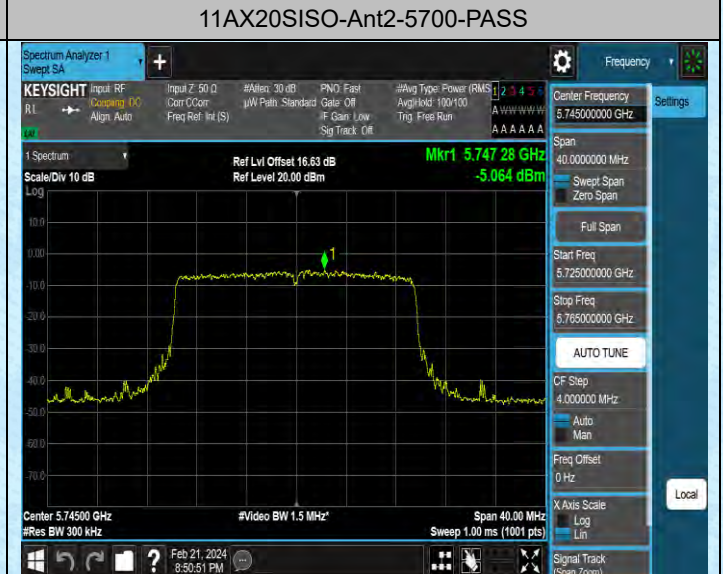 11AX20SISO-Ant2-5700-PASS
Spectrum Analyzer 1
Swept SA
Frequency
KEYSIGHT
RL
Input: RF
Coupling: DC
Align: Auto
Input Z: 50 Ω
Corr CCorr
Freq Ref: Int (S)
#Atten: 30 dB
µW Path: Standard
PNO: Fast
Gate: Off
IF Gain: Low
Sig Track: Off
#Avg Type: Power (RMS
Avg|Hold: 100/100
Trig: Free Run
1 2 3 4 5 6
A W W W W W
A A A A A A
Center Frequency
5.745000000 GHz
Settings
Span
40.0000000 MHz
Swept Span
Zero Span
Full Span
Start Freq
5.725000000 GHz
Stop Freq
5.765000000 GHz
AUTO TUNE
CF Step
4.000000 MHz
Auto
Man
Freq Offset
0 Hz
X Axis Scale
Log
Lin
Local
Signal Track
(Span Zoom)
1 Spectrum
Scale/Div 10 dB
Ref Lvl Offset 16.63 dB
Ref Level 20.00 dBm
Mkr1 5.747 28 GHz
-5.064 dBm
Log
10.0
0.00
-10.0
-20.0
-30.0
-40.0
-50.0
-60.0
-70.0
1
Center 5.74500 GHz
#Res BW 300 kHz
#Video BW 1.5 MHz*
Span 40.00 MHz
Sweep 1.00 ms (1001 pts)
?
Feb 21, 2024
8:50:51 PM